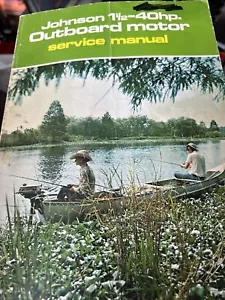 Johnson 1½-40hp.
Outboard motor
service manual